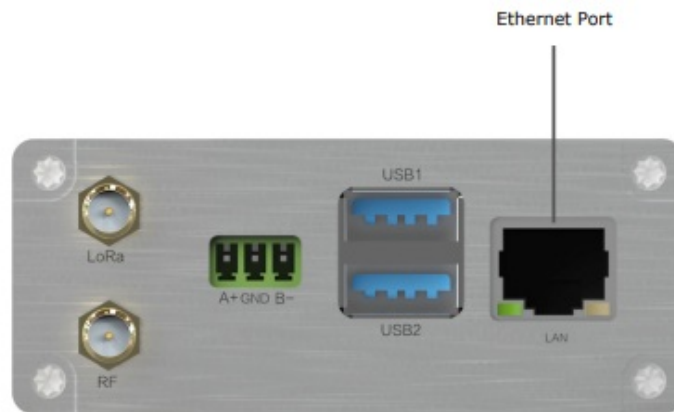 Ethernet Port
USB1
LoRa
A+ GND B-
USB2
LAN
RF